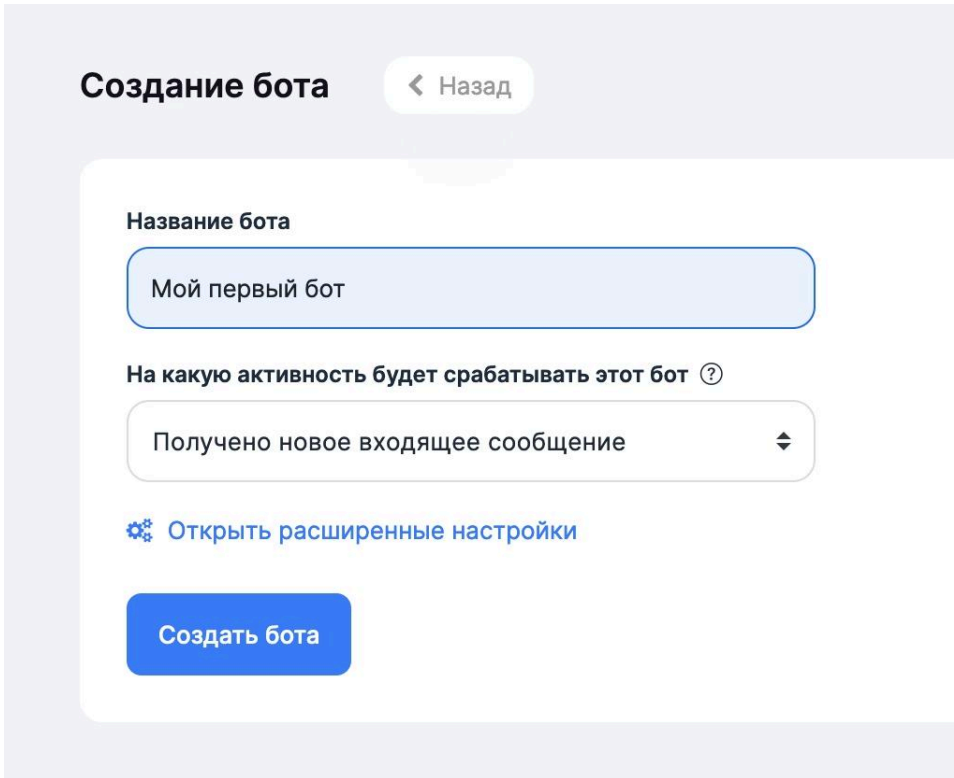 Создание бота
Назад
Название бота
Мой первый бот
На какую активность будет срабатывать этот бот ?
Получено новое входящее сообщение
Открыть расширенные настройки
Создать бота